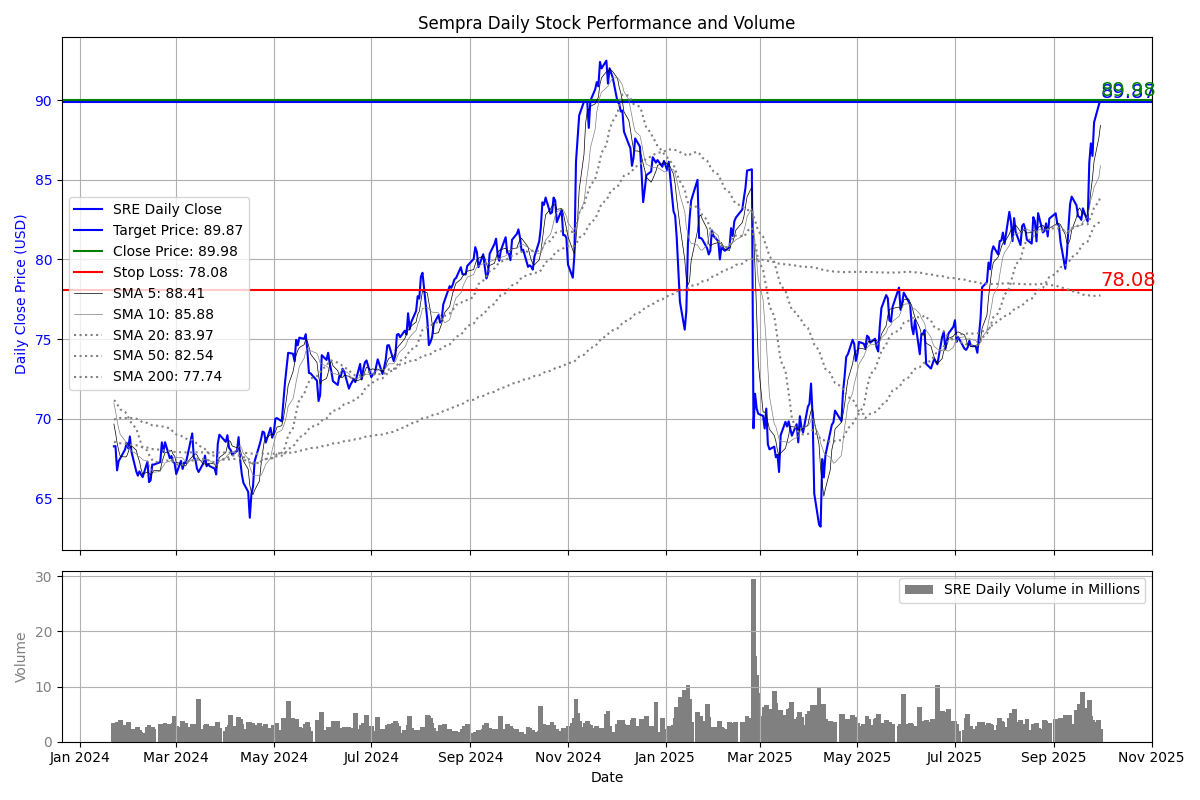 Sempra Daily Stock Performance and Volume
89.98
89.87
90
85
80
75
70
65
Daily Close Price (USD)
SRE Daily Close
Target Price: 89.87
Close Price: 89.98
Stop Loss: 78.08
SMA 5: 88.41
SMA 10: 85.88
SMA 20: 83.97
SMA 50: 82.54
SMA 200: 77.74
78.08
30
20
10
0
Volume
SRE Daily Volume in Millions
Jan 2024 Mar 2024 May 2024 Jul 2024 Sep 2024 Nov 2024 Jan 2025 Mar 2025 May 2025 Jul 2025 Sep 2025 Nov 2025
Date